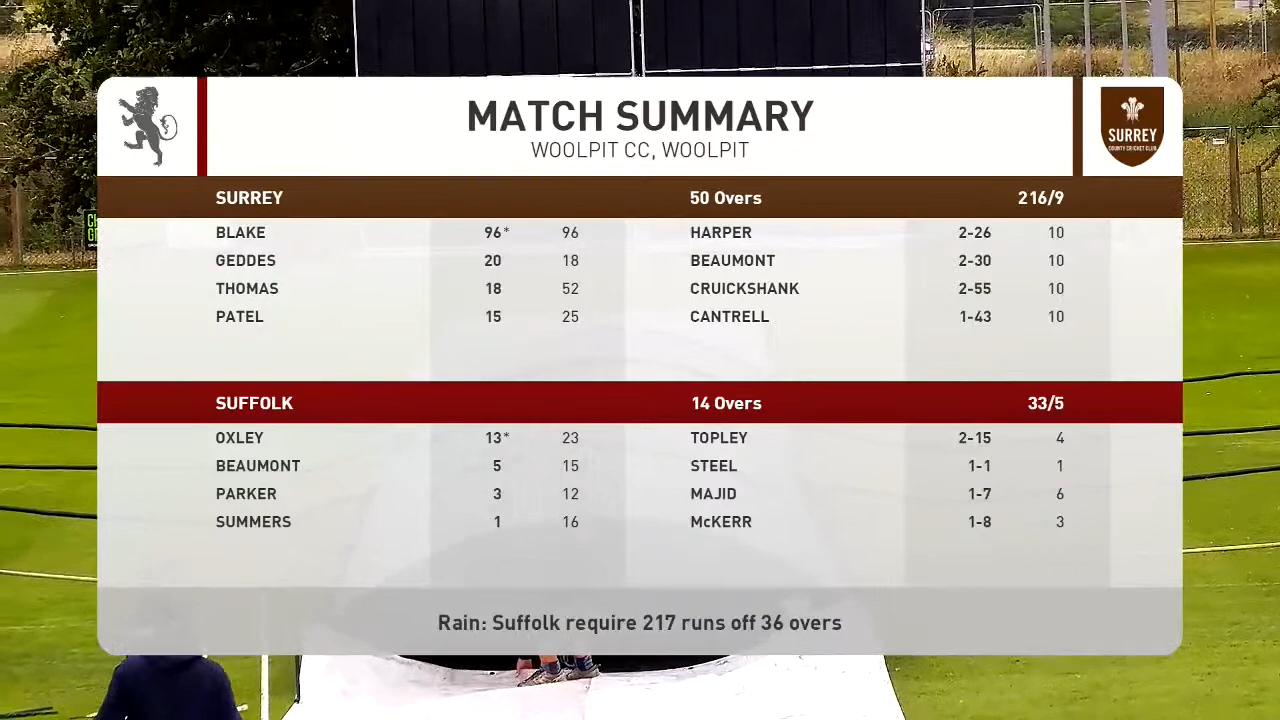 MATCH SUMMARY
WOOLPIT CC, WOOLPIT
SURREY
COUNTY CRICKET CLUB
SURREY 50 Overs 216/9
BLAKE 96* 96 HARPER 2-26 10
GEDDES 20 18 BEAUMONT 2-30 10
THOMAS 18 52 CRUICKSHANK 2-55 10
PATEL 15 25 CANTRELL 1-43 10
SUFFOLK 14 Overs 33/5
OXLEY 13* 23 TOPLEY 2-15 4
BEAUMONT 5 15 STEEL 1-1 1
PARKER 3 12 MAJID 1-7 6
SUMMERS 1 16 McKERR 1-8 3
Rain: Suffolk require 217 runs off 36 overs